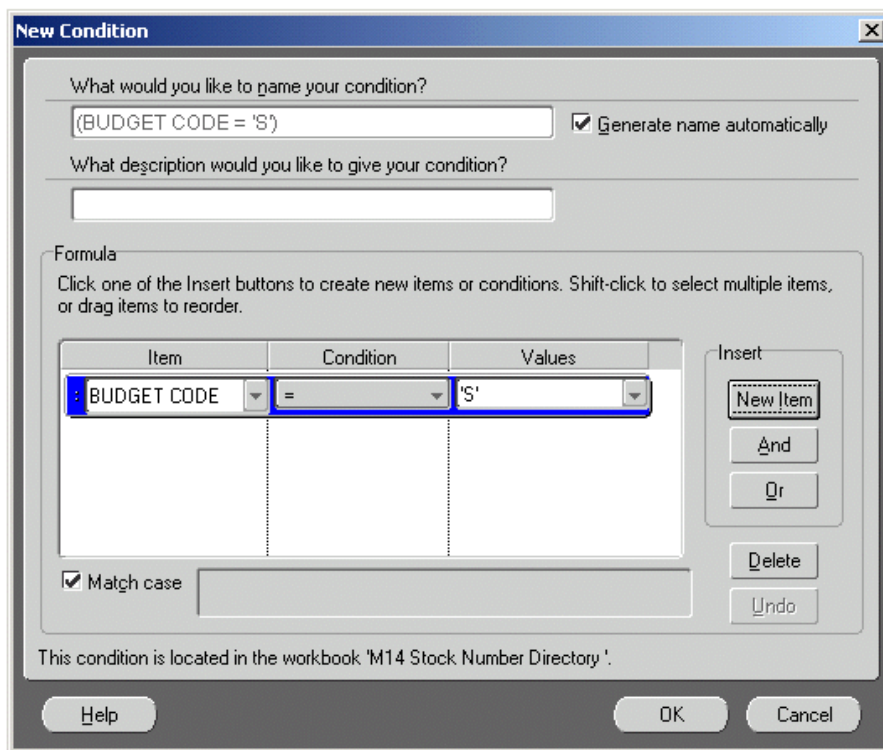 New Condition
What would you like to name your condition?
(BUDGET CODE = 'S')
Generate name automatically
What description would you like to give your condition?
Formula
Click one of the Insert buttons to create new items or conditions. Shift-click to select multiple items,
or drag items to reorder.
Item Condition Values
BUDGET CODE = 'S'
Insert
New Item
And
Or
Delete
Match case
Undo
This condition is located in the workbook 'M14 Stock Number Directory '.
Help OK Cancel